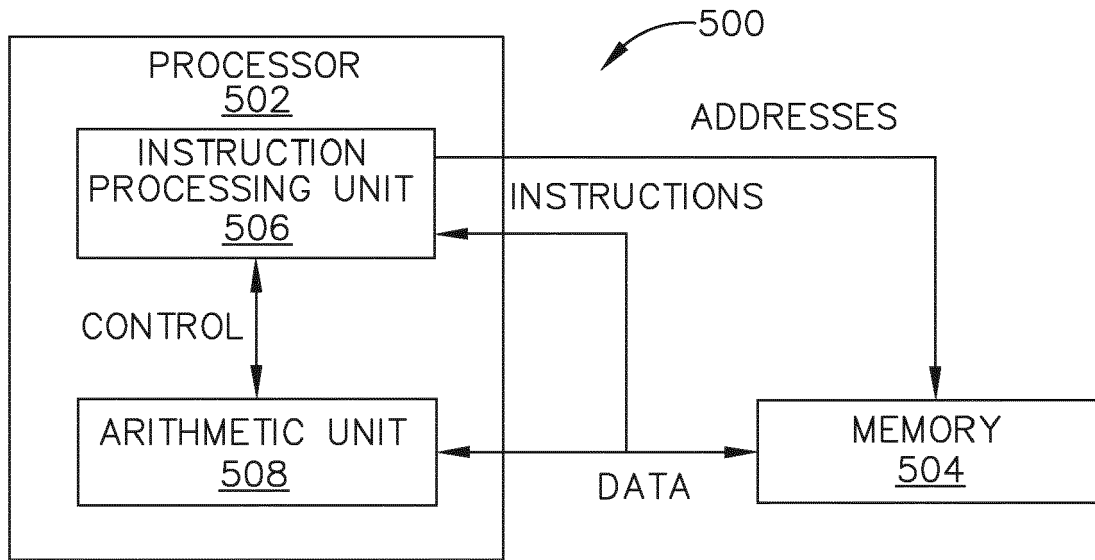 500
PROCESSOR
502
ADDRESSES
INSTRUCTION
PROCESSING UNIT
506
INSTRUCTIONS
CONTROL
ARITHMETIC UNIT
508
DATA
MEMORY
504